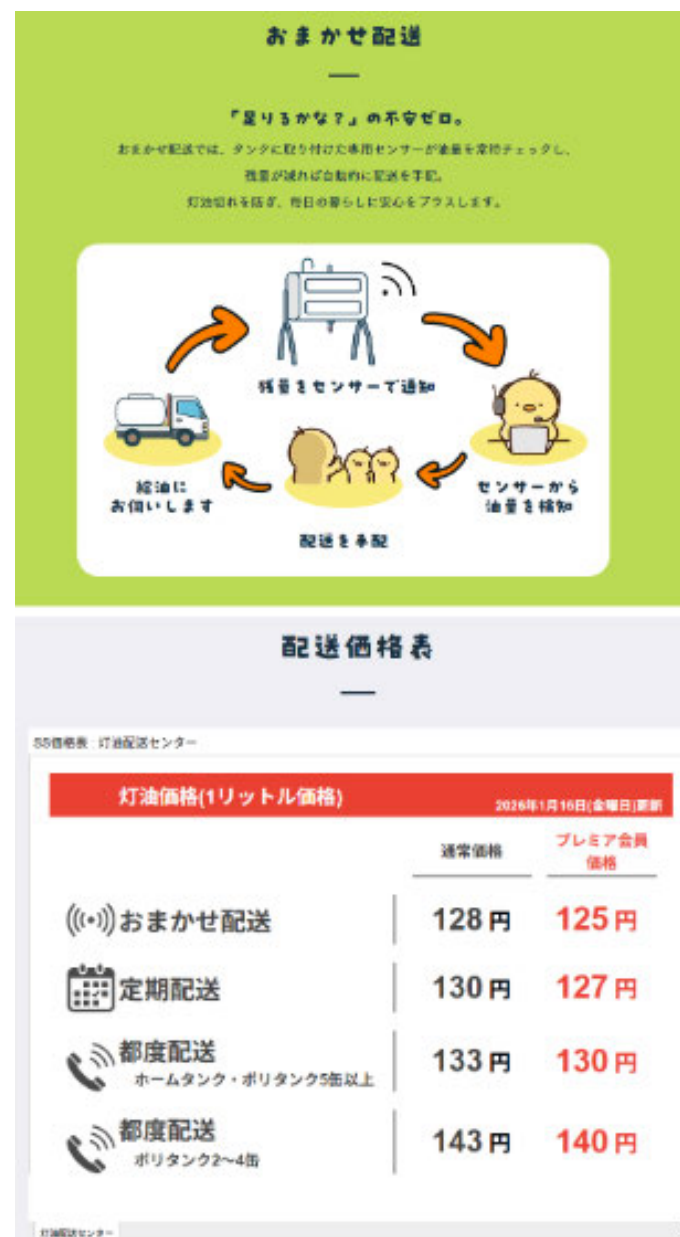 おまかせ配送
「足りるかな？」の不安ゼロ。
おまかせ配送では、タンクに取り付けた専用センサーが油量を常時チェックし、
残量が減れば自動的に配送を手配。
灯油切れを防ぎ、毎日の暮らしに安心をプラスします。
残量をセンサーで通知
給油に
お伺いします
センサーから
油量を検知
配送を手配
配送価格表
SS価格表 : 灯油配送センター
灯油価格(1リットル価格)
2026年1月16日(金曜日)更新
通常価格
プレミア会員
価格
おまかせ配送 128円 125円
定期配送 130円 127円
都度配送
ホームタンク・ポリタンク5缶以上
133円 130円
都度配送
ポリタンク2〜4缶
143円 140円
灯油配送センター